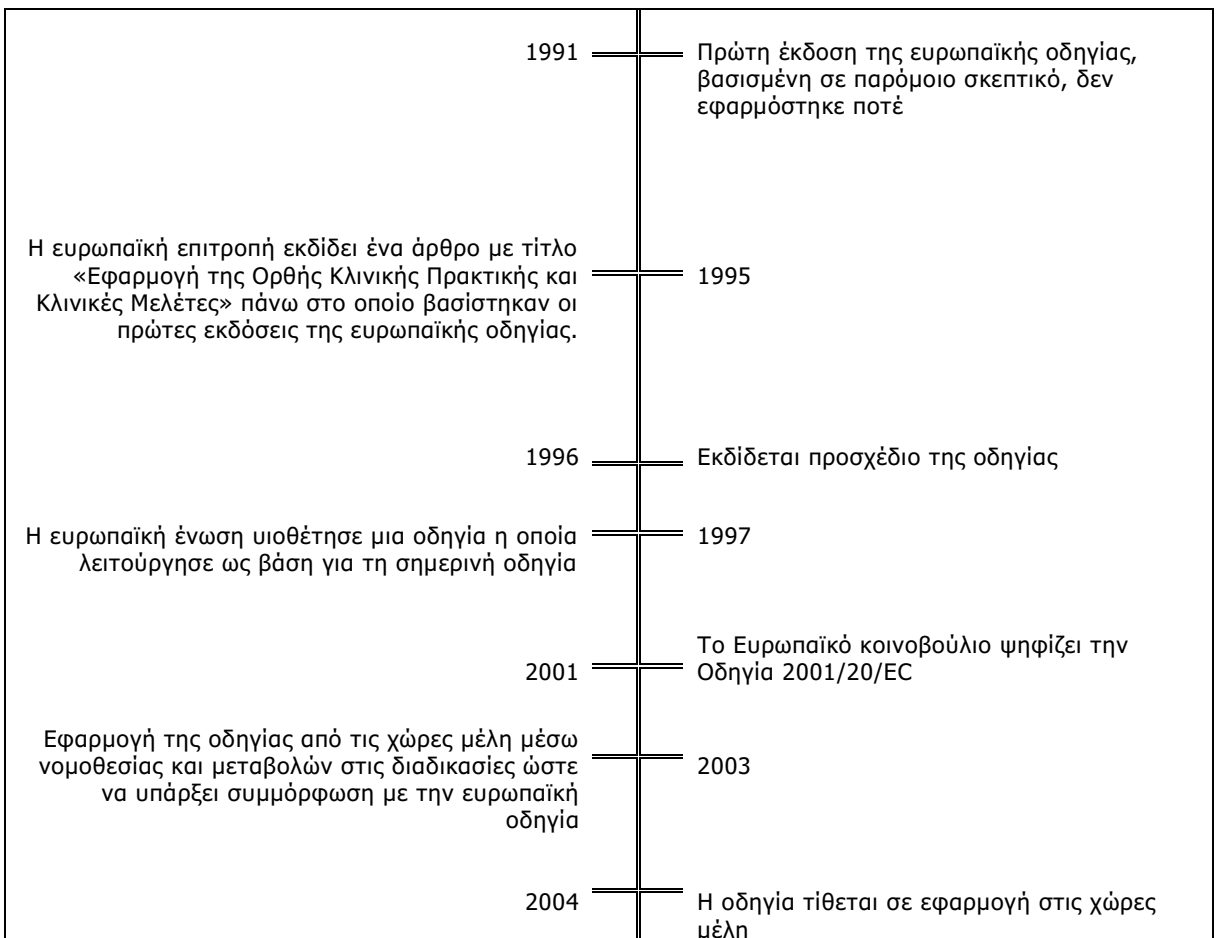 1991
Πρώτη έκδοση της ευρωπαϊκής οδηγίας,
βασισμένη σε παρόμοιο σκεπτικό, δεν
εφαρμόστηκε ποτέ
Η ευρωπαϊκή επιτροπή εκδίδει ένα άρθρο με τίτλο
«Εφαρμογή της Ορθής Κλινικής Πρακτικής και
Κλινικές Μελέτες» πάνω στο οποίο βασίστηκαν οι
πρώτες εκδόσεις της ευρωπαϊκής οδηγίας.
1995
1996
Εκδίδεται προσχέδιο της οδηγίας
Η ευρωπαϊκή ένωση υιοθέτησε μια οδηγία η οποία
λειτούργησε ως βάση για τη σημερινή οδηγία
1997
2001
Το Ευρωπαϊκό κοινοβούλιο ψηφίζει την
Οδηγία 2001/20/EC
Εφαρμογή της οδηγίας από τις χώρες μέλη μέσω
νομοθεσίας και μεταβολών στις διαδικασίες ώστε
να υπάρξει συμμόρφωση με την ευρωπαϊκή
οδηγία
2003
2004
Η οδηγία τίθεται σε εφαρμογή στις χώρες
μέλη